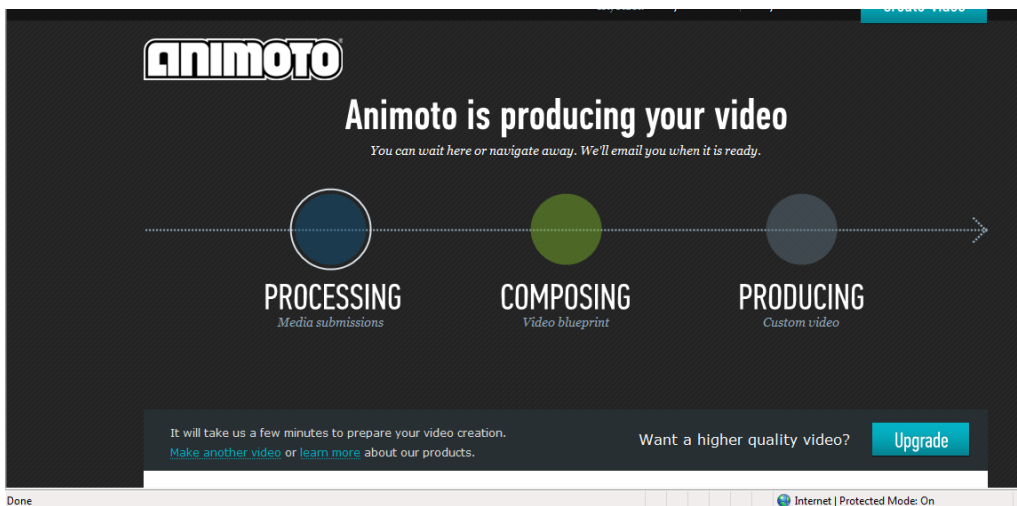 Create Video
ANIMOTO
Animoto is producing your video
You can wait here or navigate away. We'll email you when it is ready.
PROCESSING
Media submissions
COMPOSING
Video blueprint
PRODUCING
Custom video
It will take us a few minutes to prepare your video creation.
Make another video or learn more about our products.
Want a higher quality video?
Upgrade
Done
Internet | Protected Mode: On